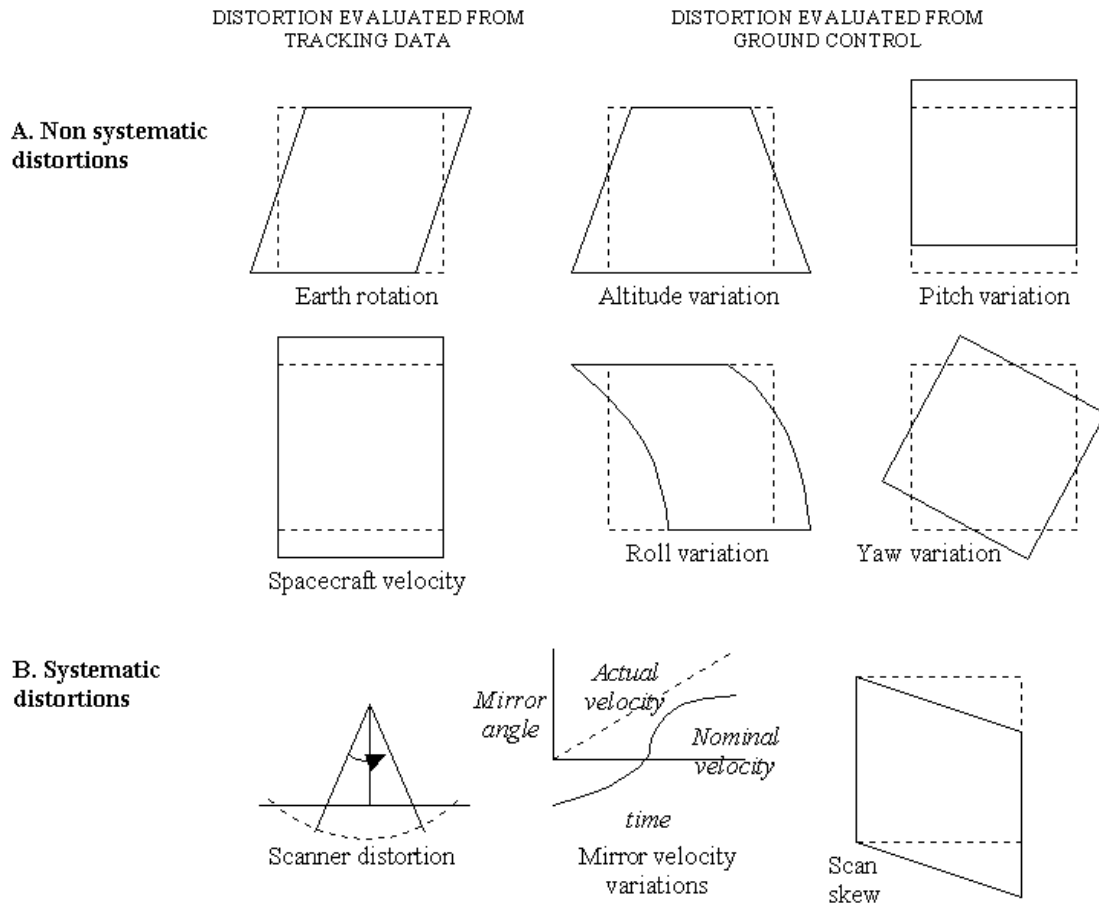 DISTORTION EVALUATED FROM
TRACKING DATA
DISTORTION EVALUATED FROM
GROUND CONTROL
A. Non systematic
distortions
Earth rotation
Altitude variation
Pitch variation
Spacecraft velocity
Roll variation
Yaw variation
B. Systematic
distortions
Mirror
angle
Actual
velocity
Nominal
velocity
time
Scanner distortion
Mirror velocity
variations
Scan
skew